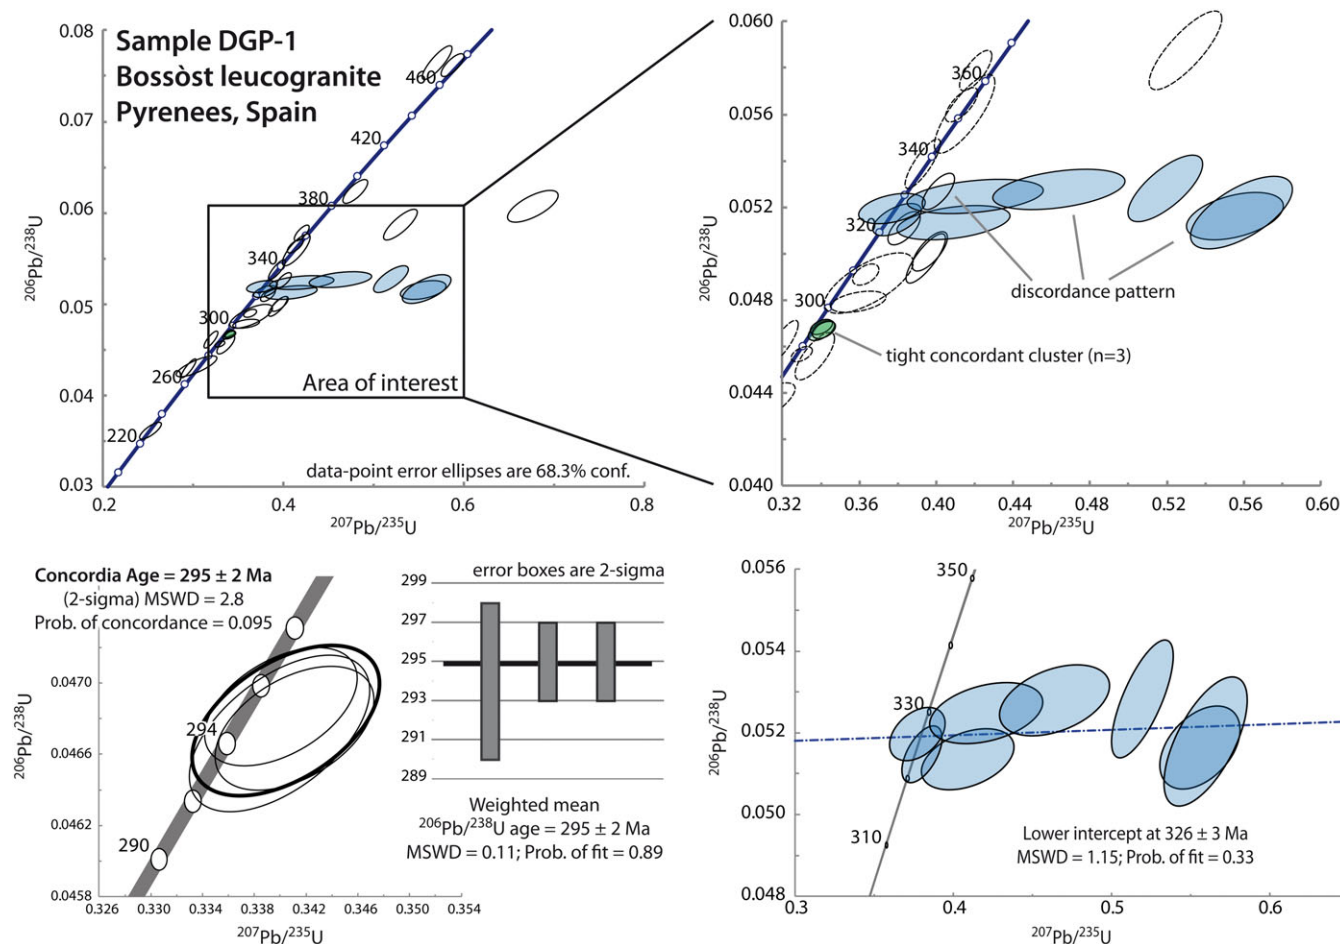 Sample DGP-1
Bossòst leucogranite
Pyrenees, Spain
0.08
0.07
0.06
0.05
0.04
0.03
206Pb/238U
460
420
380
340
300
260
220
Area of interest
data-point error ellipses are 68.3% conf.
0.2
0.4
0.6
0.8
207Pb/235U
0.060
0.056
0.052
0.048
0.044
0.040
206Pb/238U
360
340
320
300
discordance pattern
tight concordant cluster (n=3)
0.32
0.36
0.40
0.44
0.48
0.52
0.56
0.60
207Pb/235U
Concordia Age = 295 ± 2 Ma
(2-sigma) MSWD = 2.8
Prob. of concordance = 0.095
0.0470
0.0466
0.0462
0.0458
206Pb/238U
294
290
0.326
0.330
0.334
0.338
0.342
0.346
0.350
0.354
207Pb/235U
error boxes are 2-sigma
299
297
295
293
291
289
Weighted mean
206Pb/238U age = 295 ± 2 Ma
MSWD = 0.11; Prob. of fit = 0.89
0.056
0.054
0.052
0.050
0.048
206Pb/238U
350
330
310
Lower intercept at 326 ± 3 Ma
MSWD = 1.15; Prob. of fit = 0.33
0.3
0.4
0.5
0.6
207Pb/235U